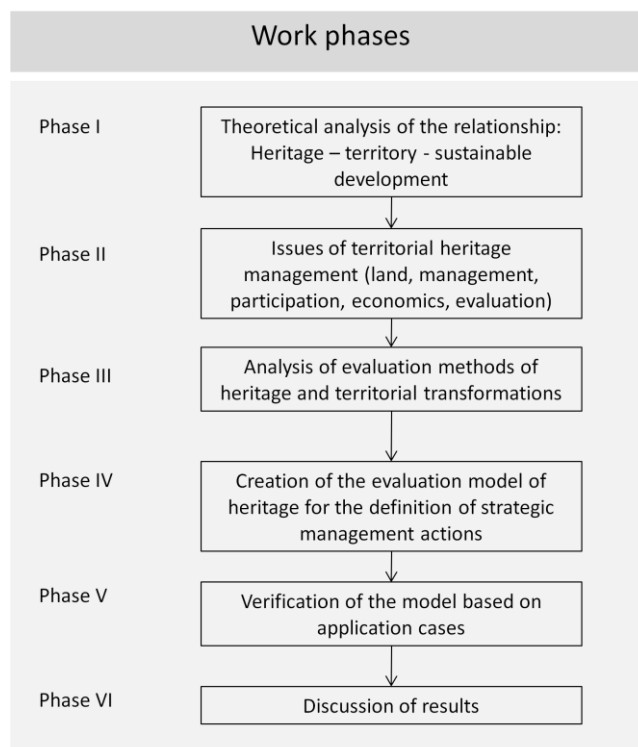 Work phases
Phase I
Theoretical analysis of the relationship:
Heritage – territory - sustainable
development
Phase II
Issues of territorial heritage
management (land, management,
participation, economics, evaluation)
Phase III
Analysis of evaluation methods of
heritage and territorial transformations
Phase IV
Creation of the evaluation model of
heritage for the definition of strategic
management actions
Phase V
Verification of the model based on
application cases
Phase VI
Discussion of results